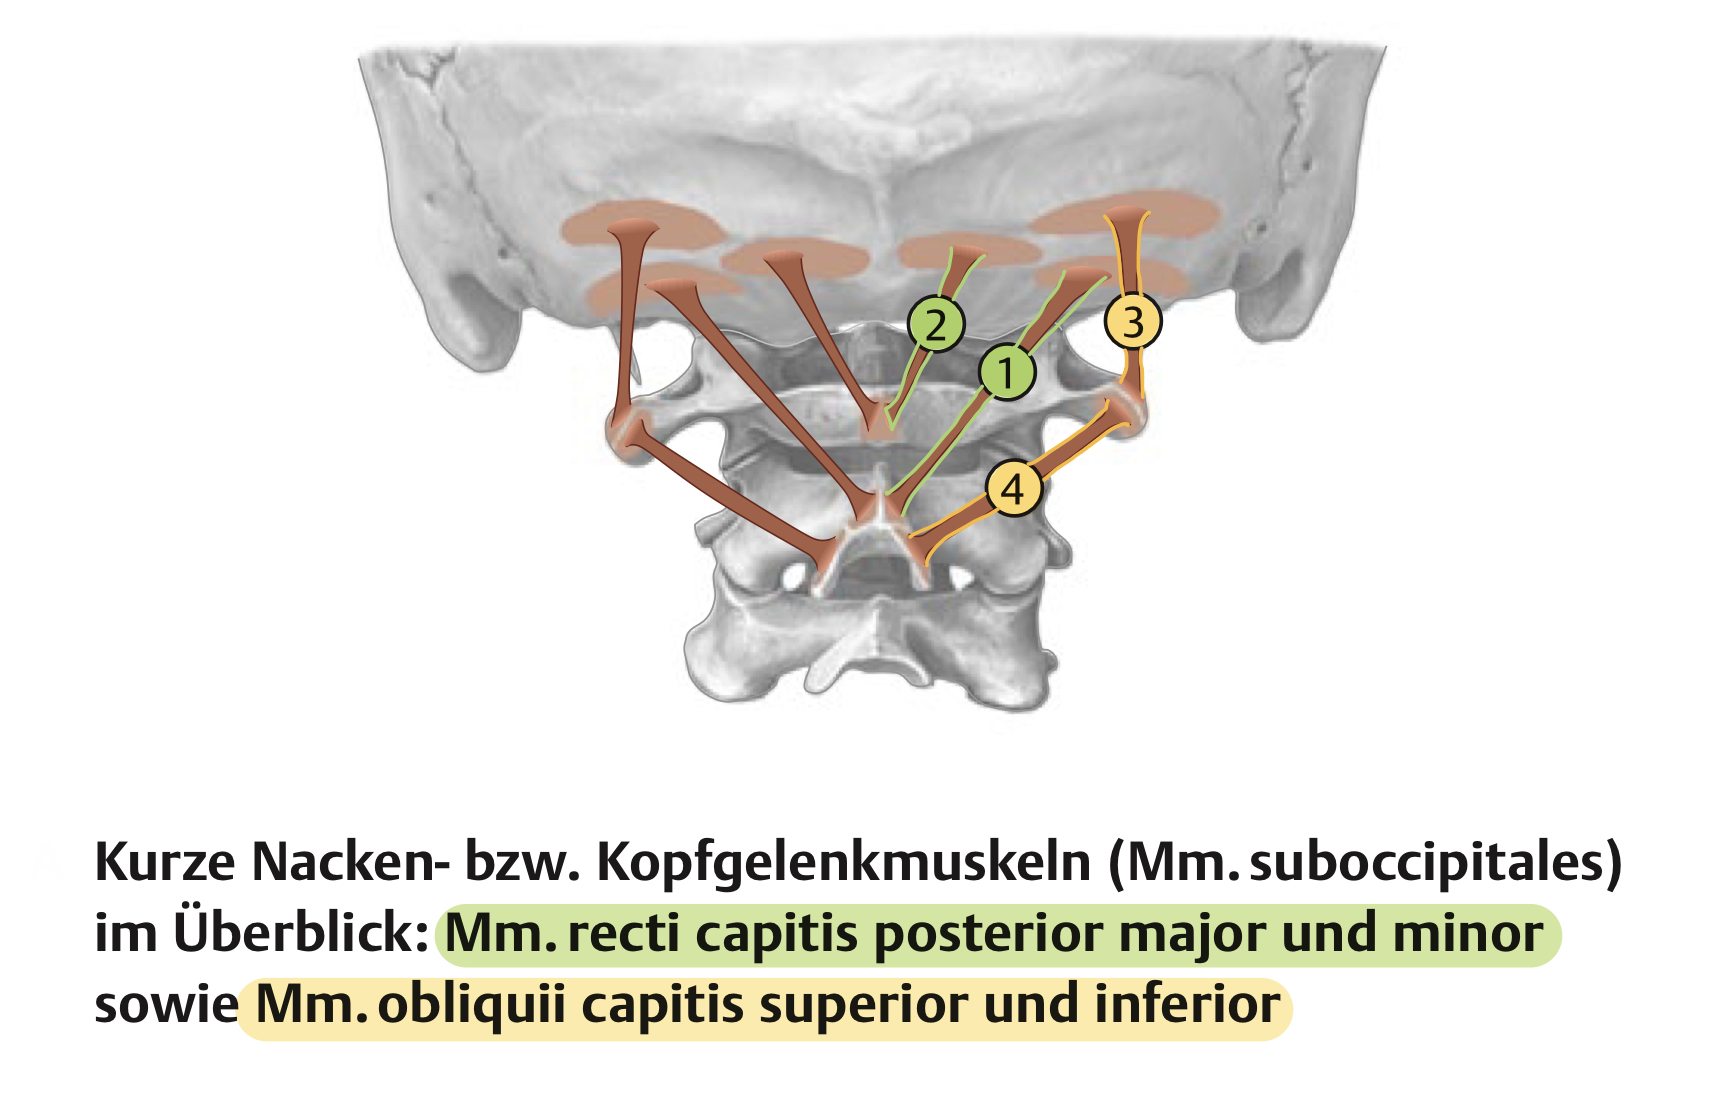 2
3
1
4
Kurze Nacken- bzw. Kopfgelenkmuskeln (Mm. suboccipitales)
im Überblick: Mm. recti capitis posterior major und minor
sowie Mm. obliquii capitis superior und inferior